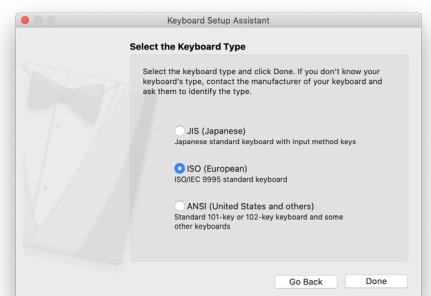 Keyboard Setup Assistant
Select the Keyboard Type
Select the keyboard type and click Done. If you don't know your
keyboard's type, contact the manufacturer of your keyboard and
ask them to identify the type.
JIS (Japanese)
Japanese standard keyboard with input method keys
ISO (European)
ISO/IEC 9995 standard keyboard
ANSI (United States and others)
Standard 101-key or 102-key keyboard and some
other keyboards
Go Back
Done